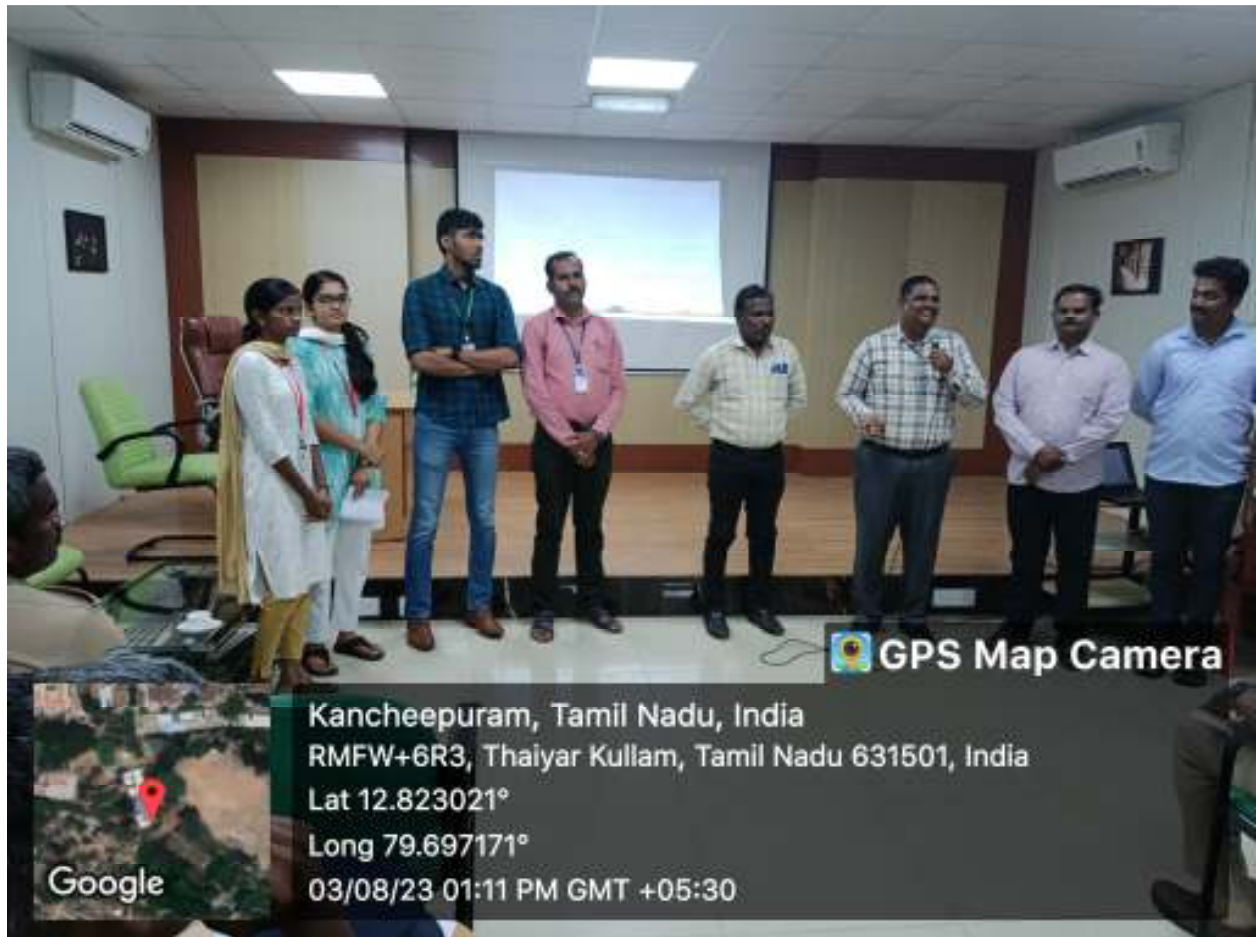 GPS Map Camera
Kancheepuram, Tamil Nadu, India
RMFW+6R3, Thaiyar Kullam, Tamil Nadu 631501, India
Lat 12.823021°
Long 79.697171°
03/08/23 01:11 PM GMT +05:30
Google